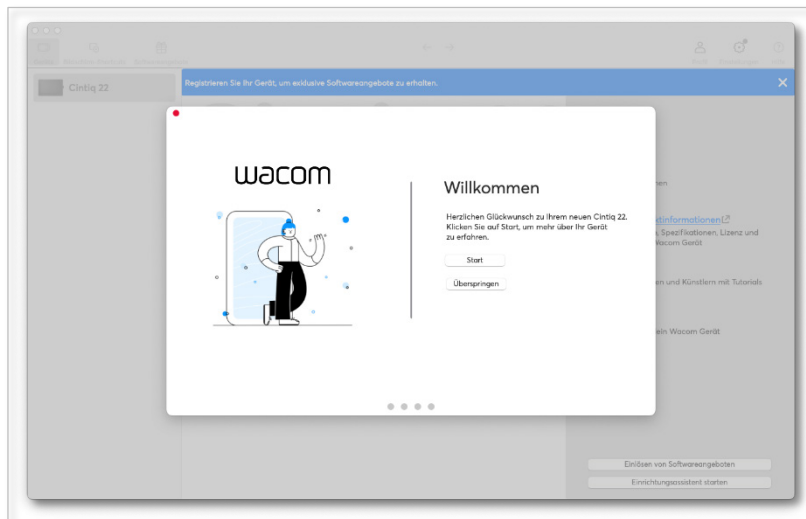 Cintiq 22
Registrieren Sie Ihr Gerät, um exklusive Softwareangebote zu erhalten.
wacom
Willkommen
Herzlichen Glückwunsch zu Ihrem neuen Cintiq 22.
Klicken Sie auf Start, um mehr über Ihr Gerät
zu erfahren.
Start
Überspringen
, Spezifikationen, Lizenz und
Wacom Gerät
en und Künstlern mit Tutorials
ein Wacom Gerät
Einlösen von Softwareangeboten
Einrichtungsassistent starten